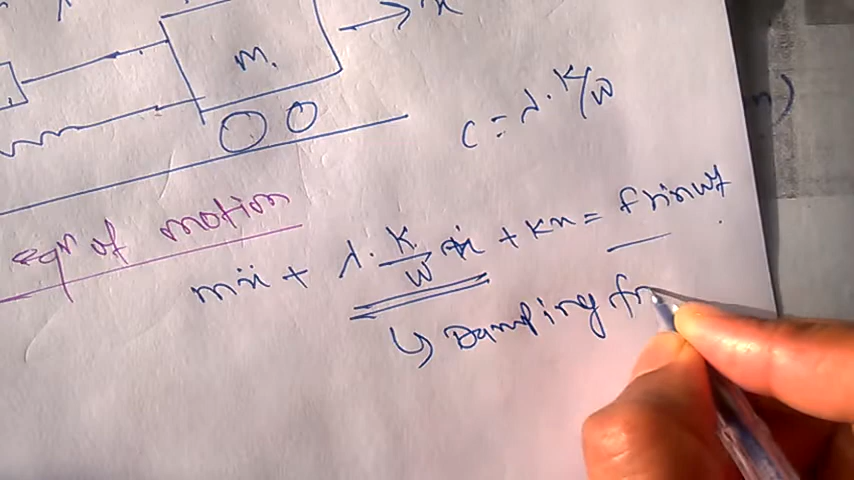 x
m.
c = λ · K/W
eqn of motion
mẍ + λ · K/W ẋ + Kx = f sinwt
↳ Damping fr